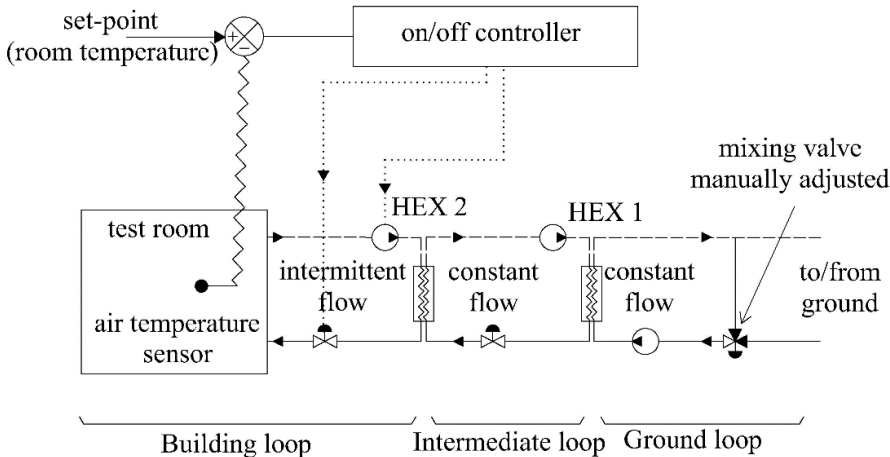 set-point
(room temperature)
+
−
on/off controller
mixing valve
manually adjusted
HEX 2
HEX 1
test room
intermittent
flow
constant
flow
constant
flow
to/from
ground
air temperature
sensor
Building loop
Intermediate loop
Ground loop